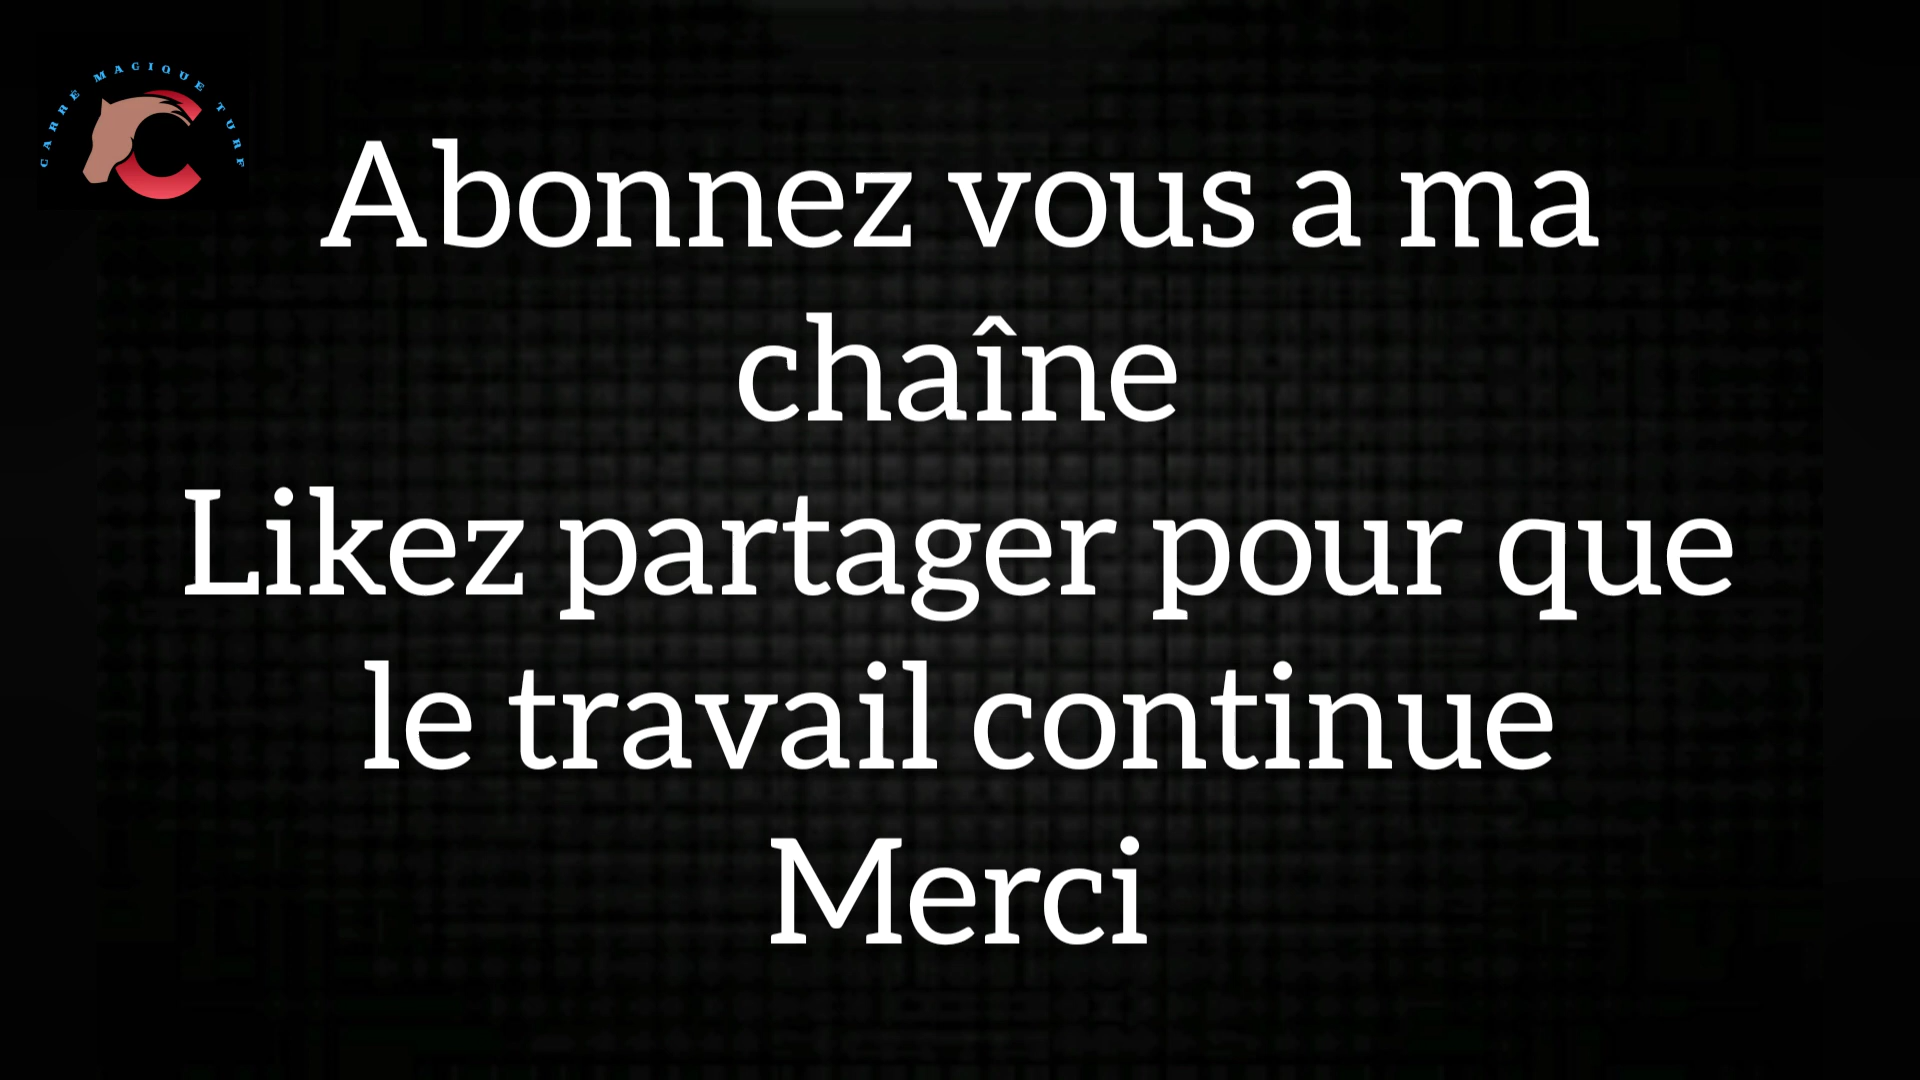 CARRÉ MAGIQUE TURF
Abonnez vous a ma
chaîne
Likez partager pour que
le travail continue
Merci